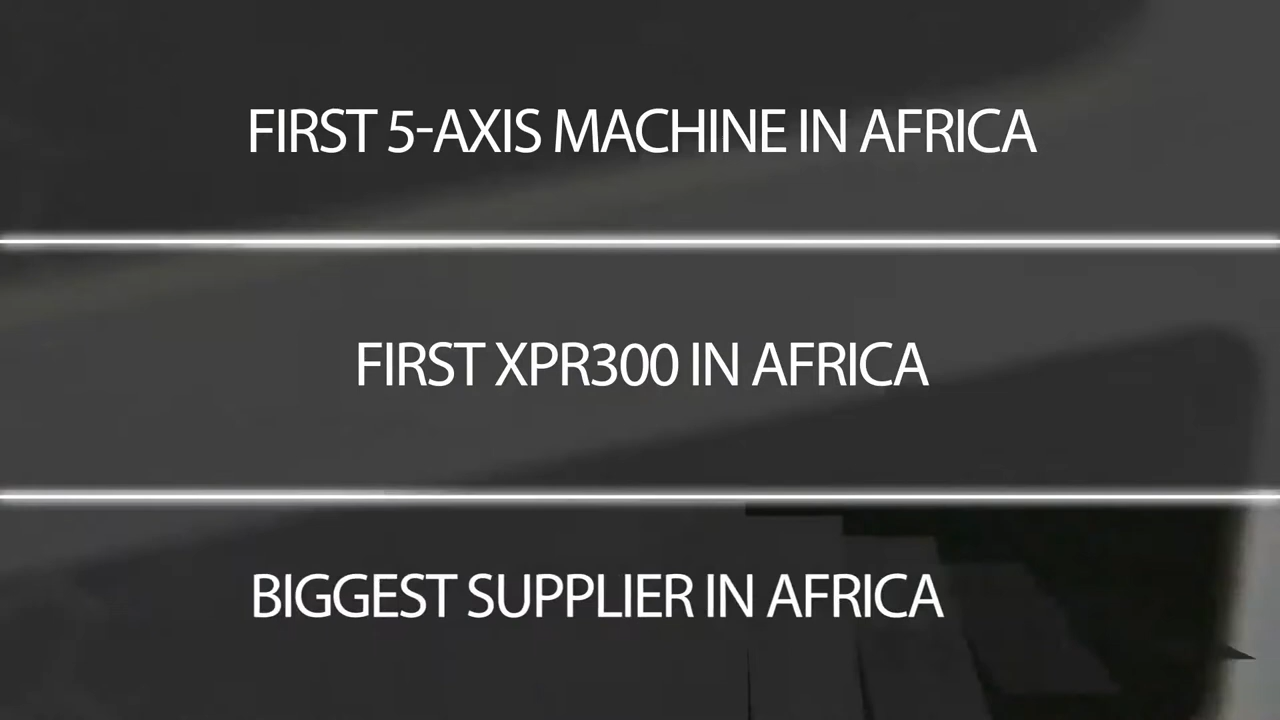 FIRST 5-AXIS MACHINE IN AFRICA
FIRST XPR300 IN AFRICA
BIGGEST SUPPLIER IN AFRICA